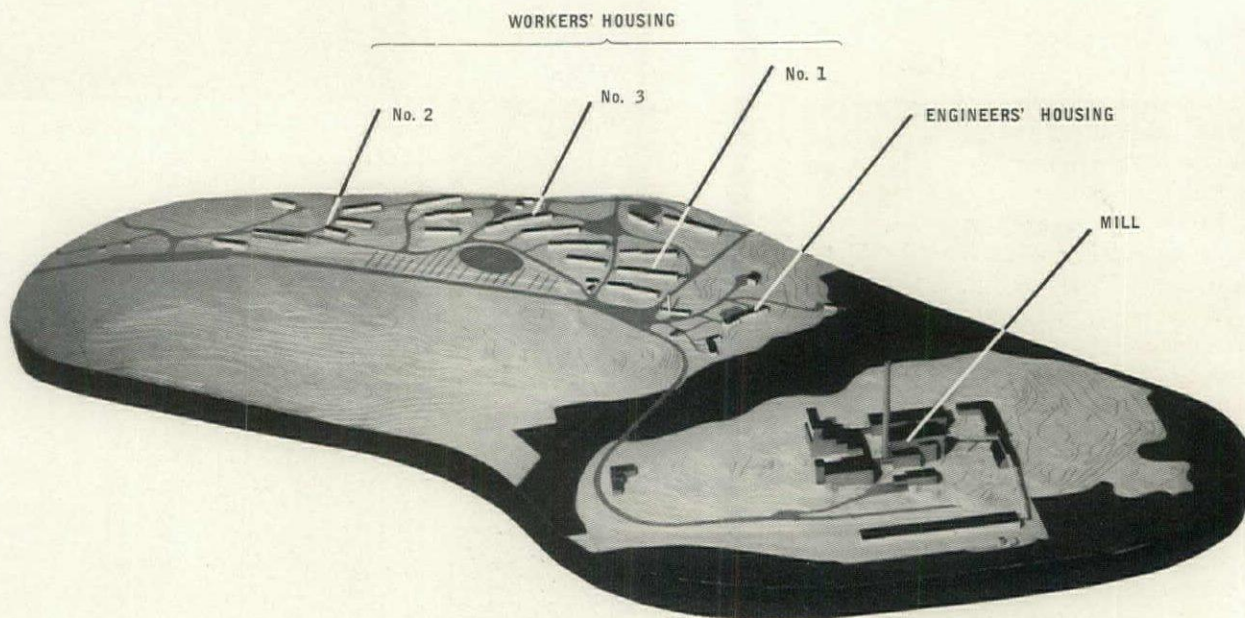 WORKERS' HOUSING
No. 1
No. 3
No. 2
ENGINEERS' HOUSING
MILL